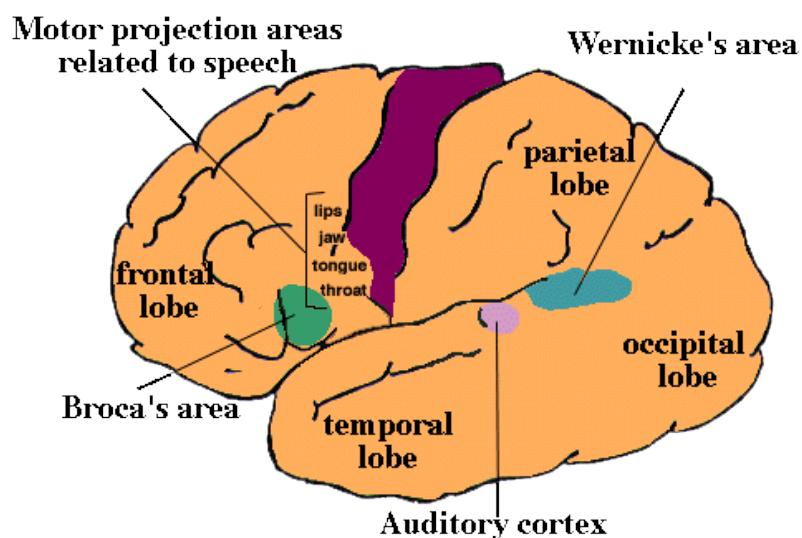 Motor projection areas
related to speech
Wernicke's area
parietal
lobe
lips
jaw
tongue
throat
frontal
lobe
occipital
lobe
Broca's area
temporal
lobe
Auditory cortex